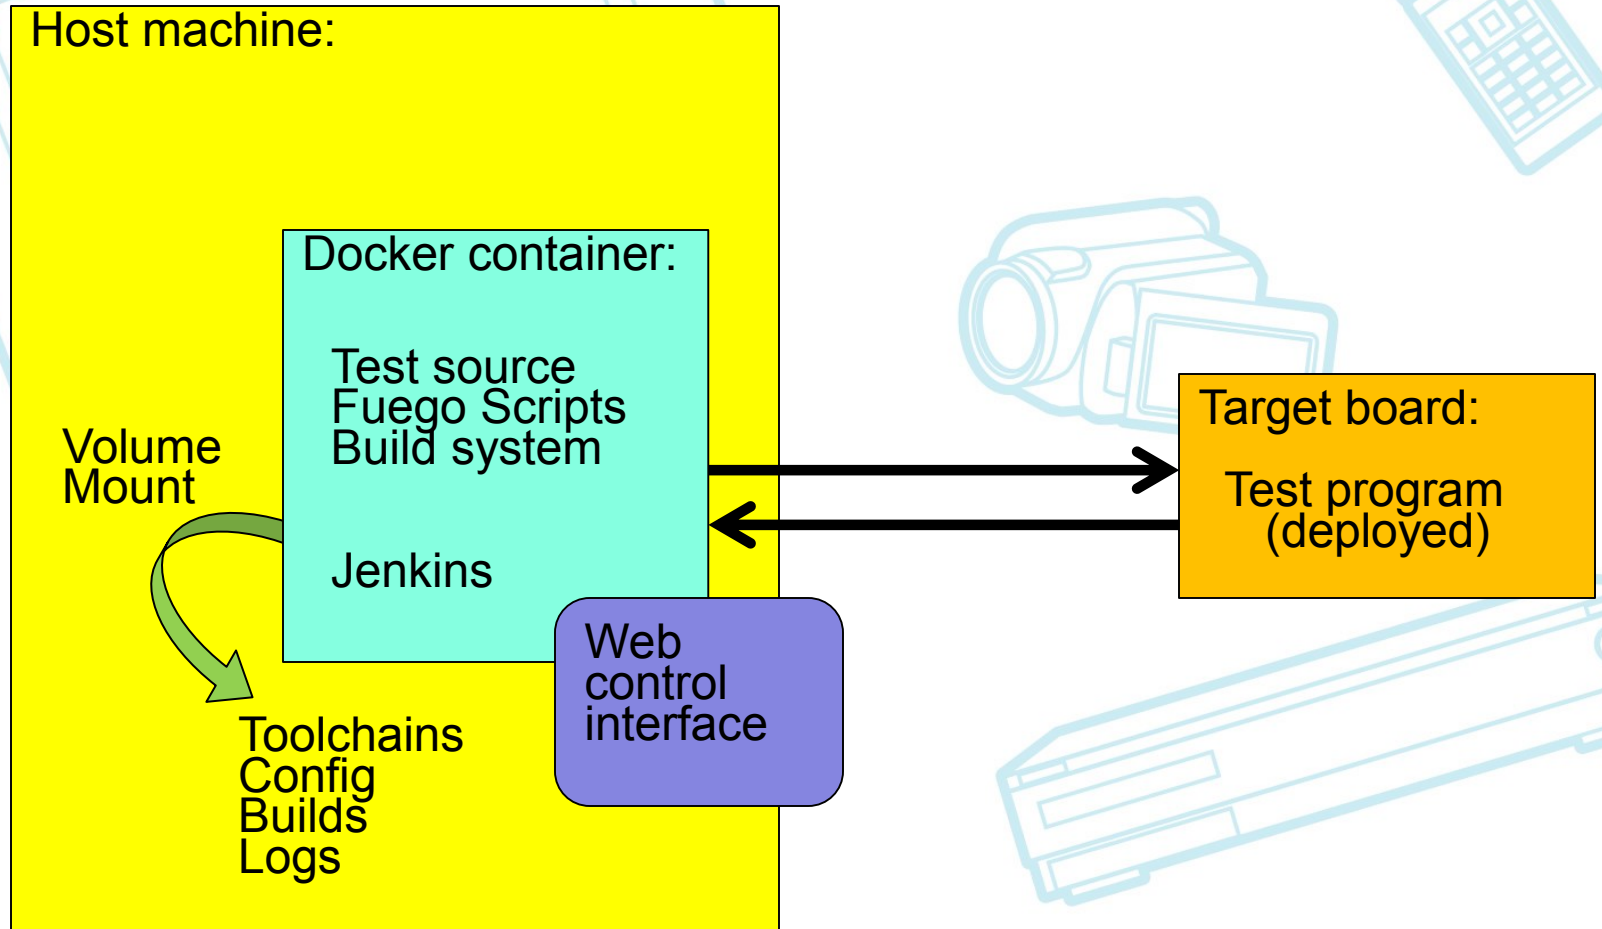 Host machine:
Docker container:
Test source
Fuego Scripts
Build system
Jenkins
Volume
Mount
Toolchains
Config
Builds
Logs
Web
control
interface
Target board:
Test program
(deployed)